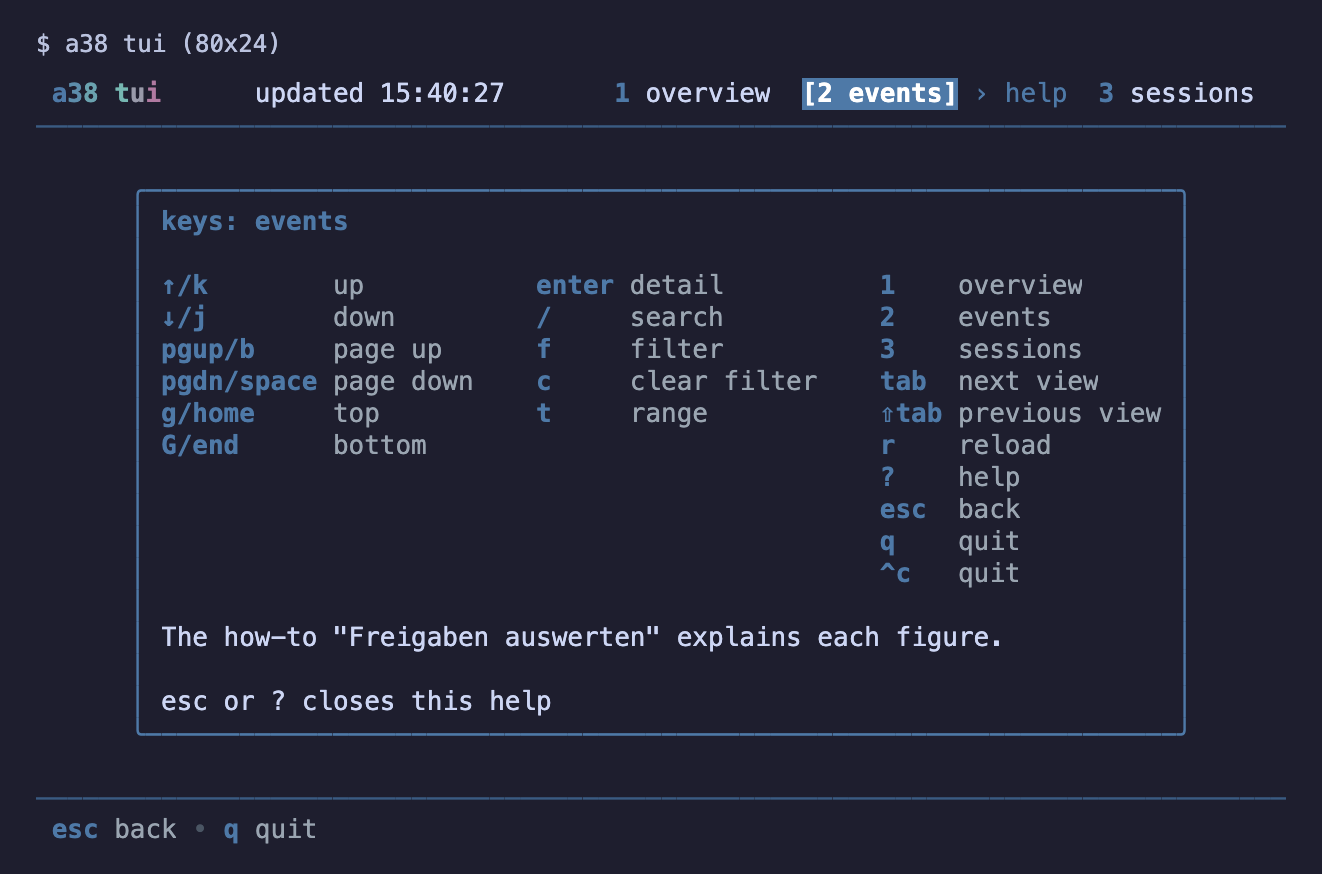 $ a38 tui (80x24)
a38 tui updated 15:40:27 1 overview [2 events] › help 3 sessions
keys: events
↑/k up enter detail 1 overview
↓/j down / search 2 events
pgup/b page up f filter 3 sessions
pgdn/space page down c clear filter tab next view
g/home top t range ⇧tab previous view
G/end bottom r reload
? help
esc back
q quit
^c quit
The how-to "Freigaben auswerten" explains each figure.
esc or ? closes this help
esc back • q quit